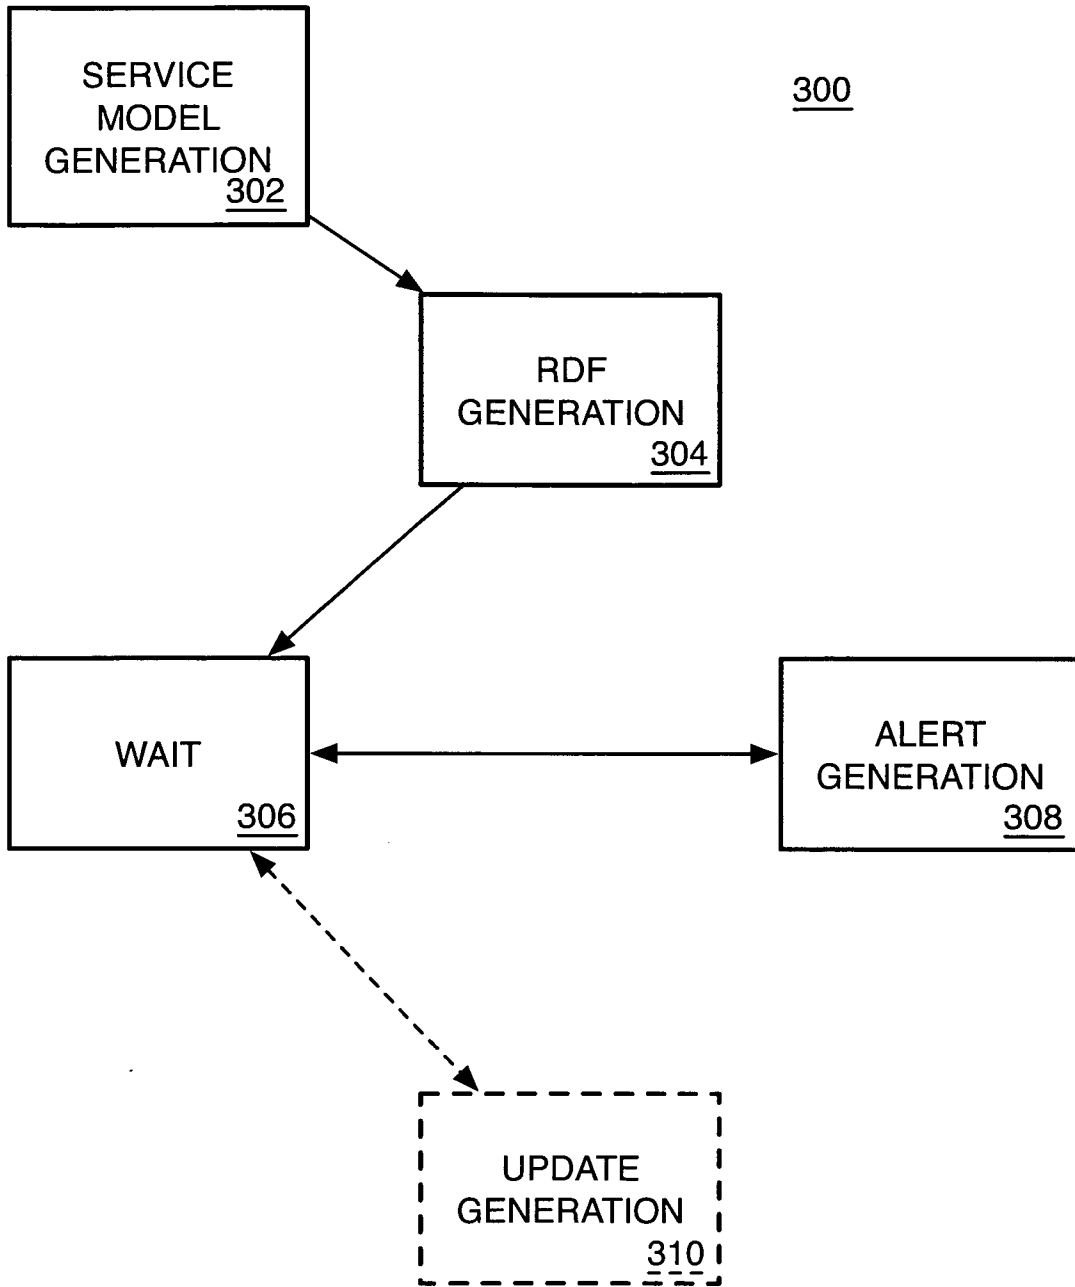 SERVICE
MODEL
GENERATION
302
300
RDF
GENERATION
304
WAIT
306
ALERT
GENERATION
308
UPDATE
GENERATION
310